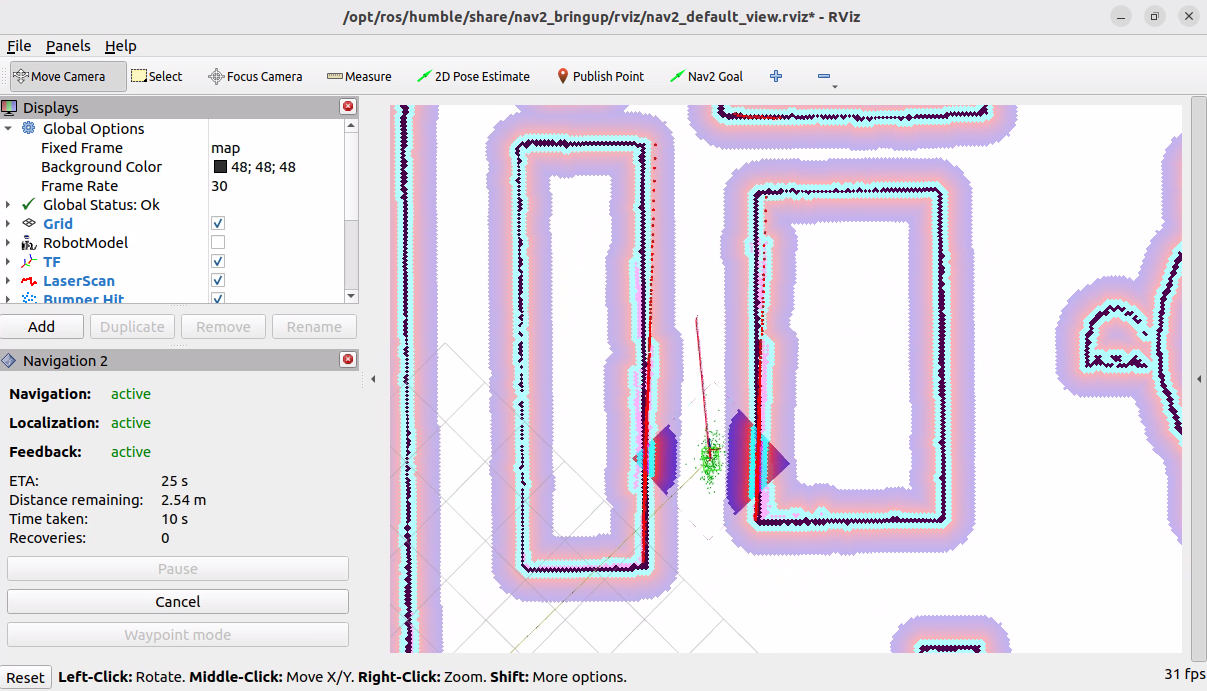 /opt/ros/humble/share/nav2_bringup/rviz/nav2_default_view.rviz* - RViz
File Panels Help
Move Camera Select Focus Camera Measure 2D Pose Estimate Publish Point Nav2 Goal
Displays
Global Options
Fixed Frame map
Background Color 48; 48; 48
Frame Rate 30
Global Status: Ok
Grid
RobotModel
TF
LaserScan
Bumper Hit
Add Duplicate Remove Rename
Navigation 2
Navigation: active
Localization: active
Feedback: active
ETA: 25 s
Distance remaining: 2.54 m
Time taken: 10 s
Recoveries: 0
Pause
Cancel
Waypoint mode
Reset Left-Click: Rotate. Middle-Click: Move X/Y. Right-Click: Zoom. Shift: More options. 31 fps